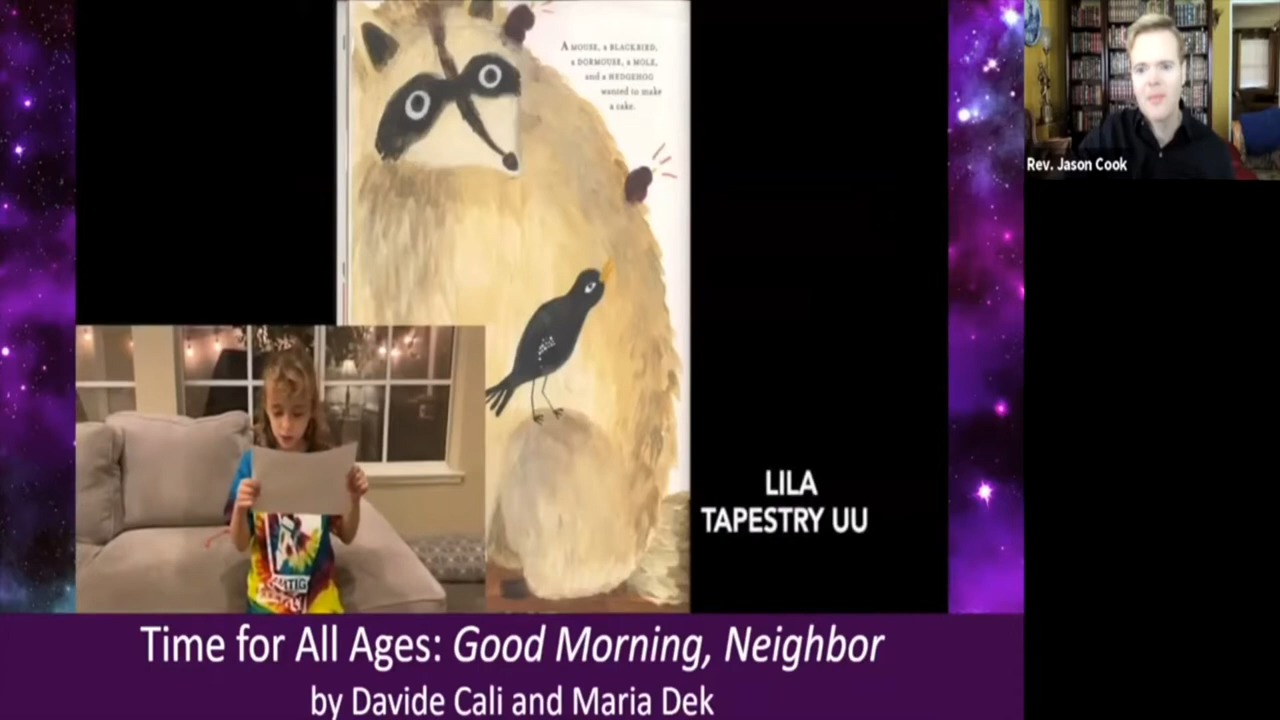 A MOUSE, a BLACKBIRD,
a DORMOUSE, a MOLE,
and a HEDGEHOG
wanted to make
a cake.
Rev. Jason Cook
LILA
TAPESTRY UU
Time for All Ages: Good Morning, Neighbor
by Davide Cali and Maria Dek